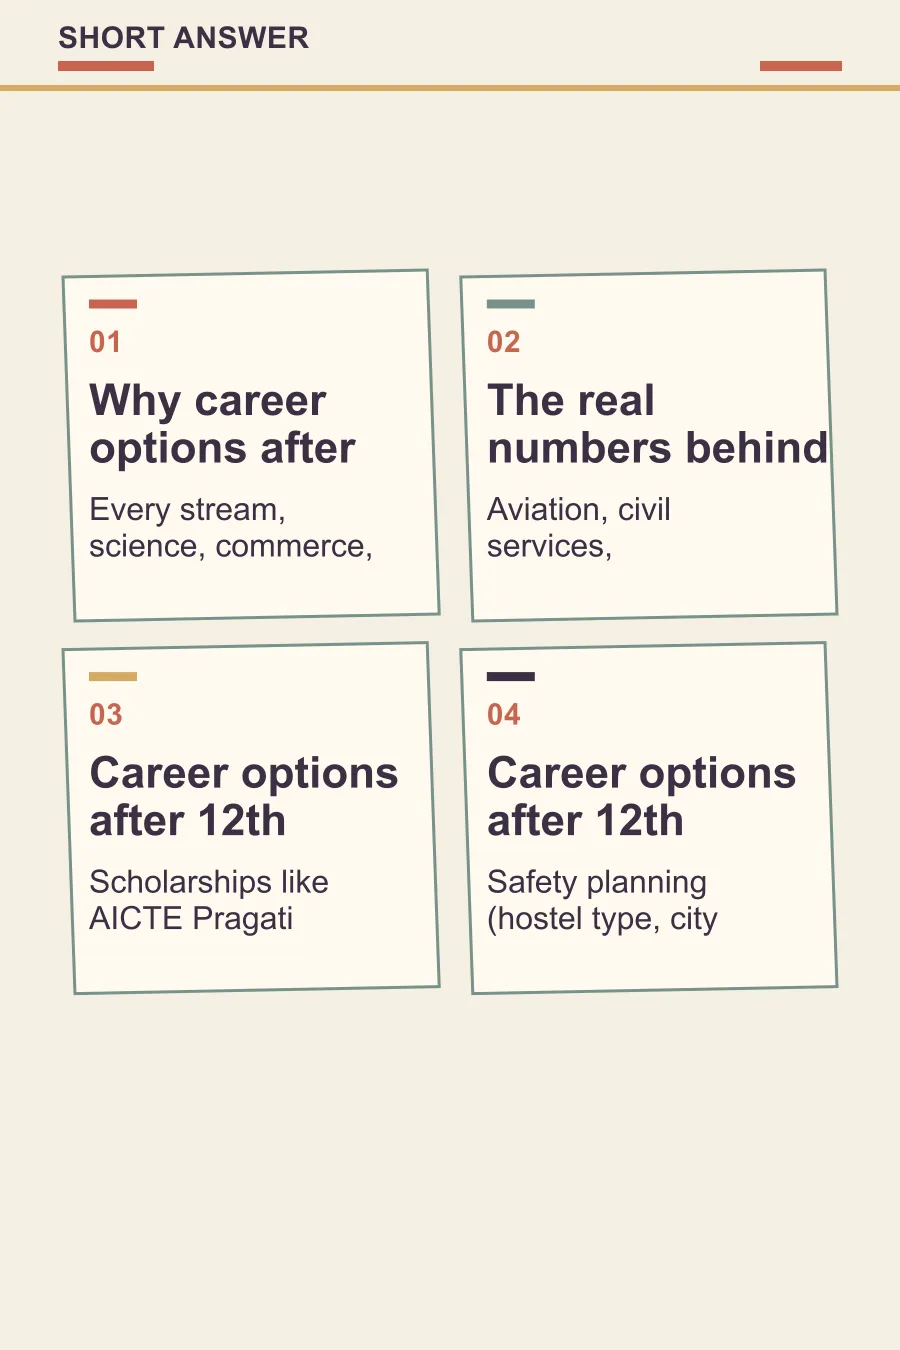 SHORT ANSWER
01
Why career
options after
Every stream,
science, commerce,
02
The real
numbers behind
Aviation, civil
services,
03
Career options
after 12th
Scholarships like
AICTE Pragati
04
Career options
after 12th
Safety planning
(hostel type, city